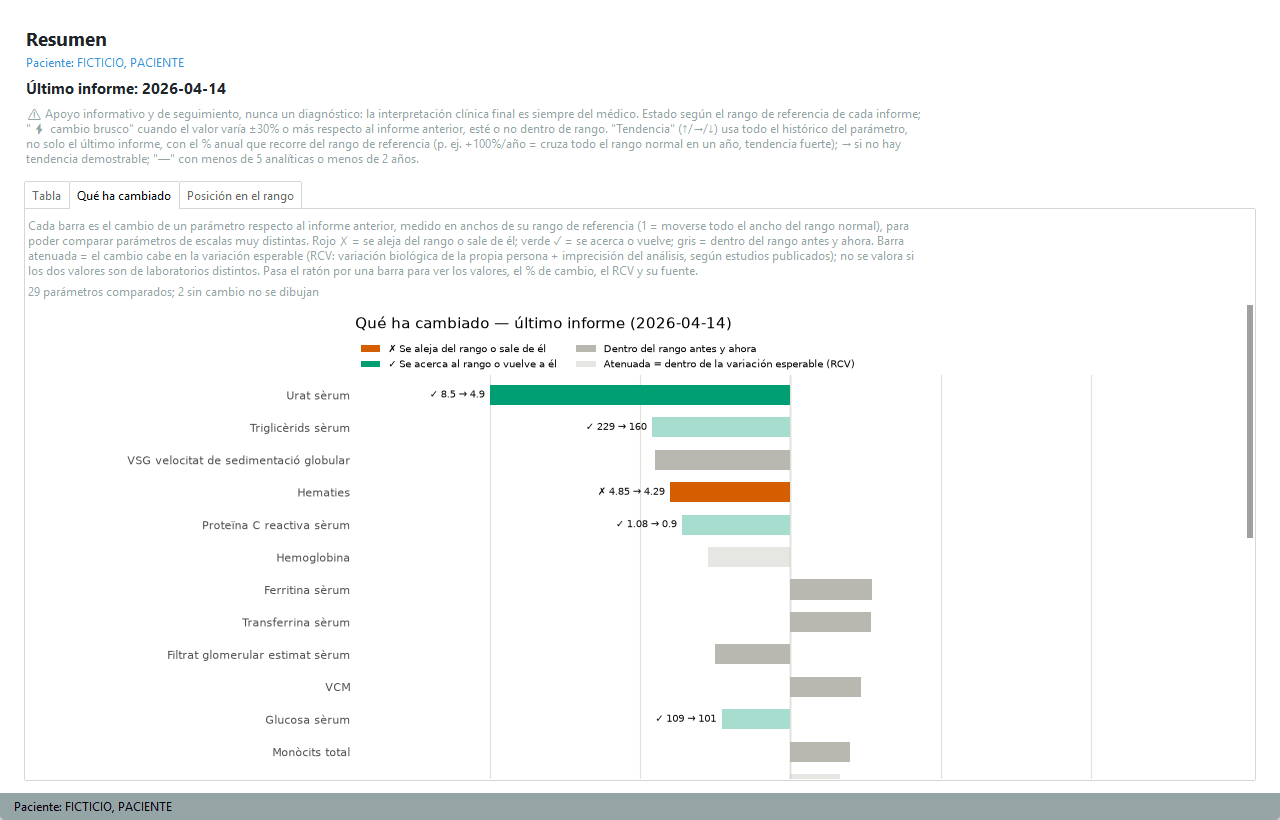 Resumen
Paciente: FICTICIO, PACIENTE
Último informe: 2026-04-14
⚠ Apoyo informativo y de seguimiento, nunca un diagnóstico: la interpretación clínica final es siempre del médico. Estado según el rango de referencia de cada informe;
"⚡ cambio brusco" cuando el valor varía ±30% o más respecto al informe anterior, esté o no dentro de rango. "Tendencia" (↑/→/↓) usa todo el histórico del parámetro,
no solo el último informe, con el % anual que recorre del rango de referencia (p. ej. +100%/año = cruza todo el rango normal en un año, tendencia fuerte); → si no hay
tendencia demostrable; "—" con menos de 5 analíticas o menos de 2 años.
Tabla
Qué ha cambiado
Posición en el rango
Cada barra es el cambio de un parámetro respecto al informe anterior, medido en anchos de su rango de referencia (1 = moverse todo el ancho del rango normal), para
poder comparar parámetros de escalas muy distintas. Rojo ✗ = se aleja del rango o sale de él; verde ✓ = se acerca o vuelve; gris = dentro del rango antes y ahora. Barra
atenuada = el cambio cabe en la variación esperable (RCV: variación biológica de la propia persona + imprecisión del análisis, según estudios publicados); no se valora si
los dos valores son de laboratorios distintos. Pasa el ratón por una barra para ver los valores, el % de cambio, el RCV y su fuente.
29 parámetros comparados; 2 sin cambio no se dibujan
Qué ha cambiado — último informe (2026-04-14)
✗ Se aleja del rango o sale de él
Dentro del rango antes y ahora
✓ Se acerca al rango o vuelve a él
Atenuada = dentro de la variación esperable (RCV)
Urat sèrum
✓ 8.5 → 4.9
Triglicèrids sèrum
✓ 229 → 160
VSG velocitat de sedimentació globular
Hematies
✗ 4.85 → 4.29
Proteïna C reactiva sèrum
✓ 1.08 → 0.9
Hemoglobina
Ferritina sèrum
Transferrina sèrum
Filtrat glomerular estimat sèrum
VCM
Glucosa sèrum
✓ 109 → 101
Monòcits total
Paciente: FICTICIO, PACIENTE